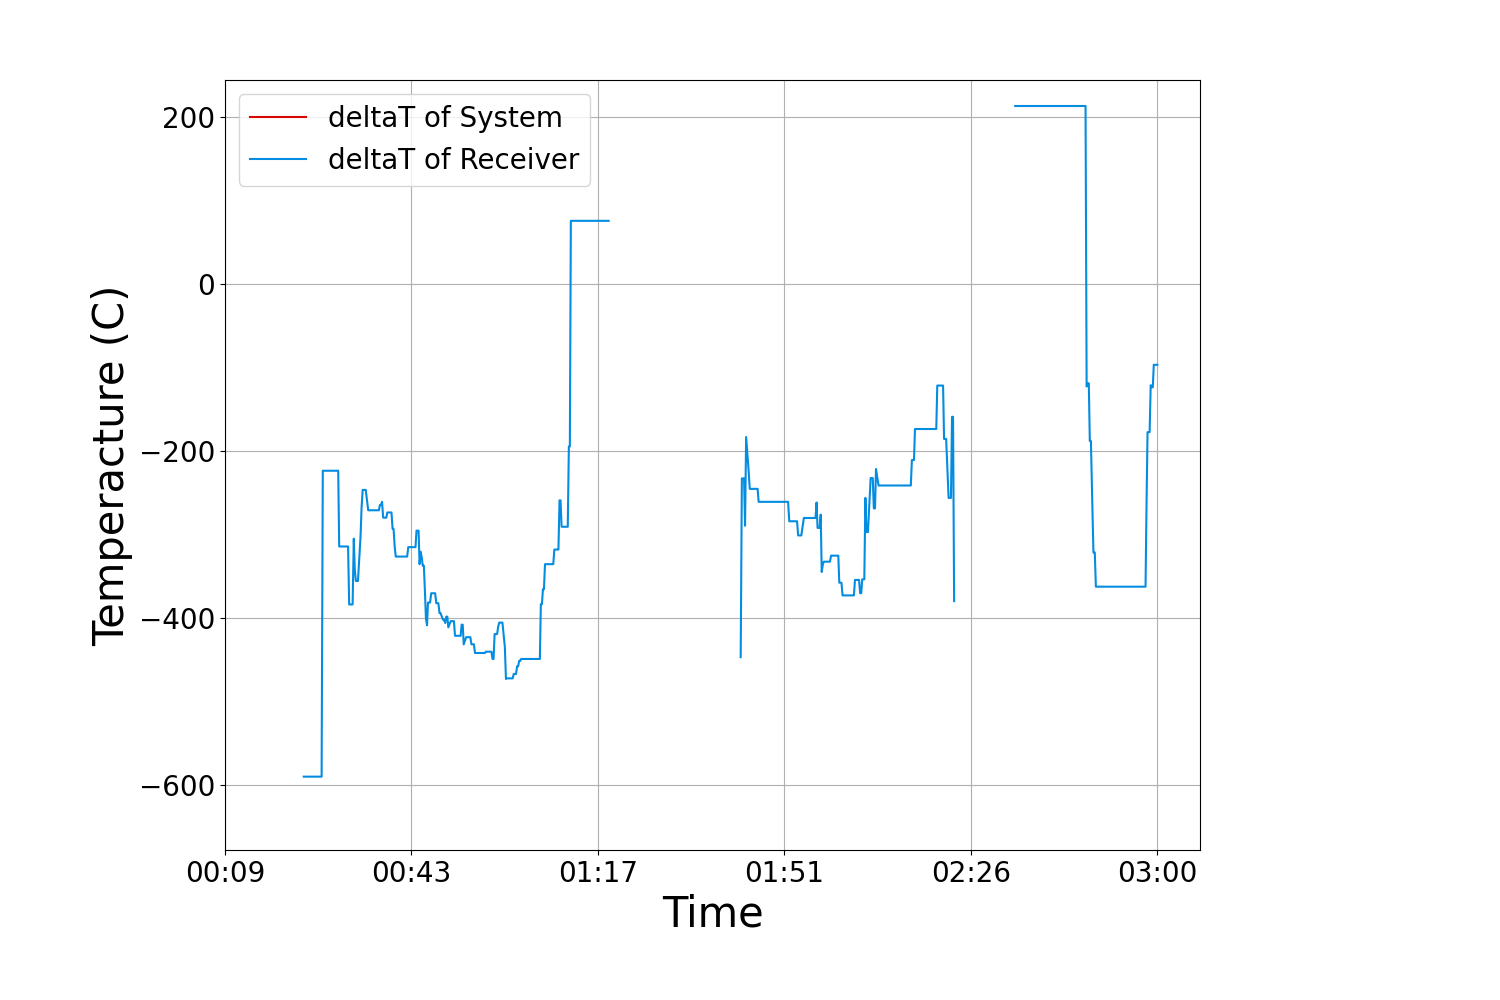 deltaT of System
deltaT of Receiver
200
0
−200
−400
−600
Temperacture (C)
00:09 00:43 01:17 01:51 02:26 03:00
Time